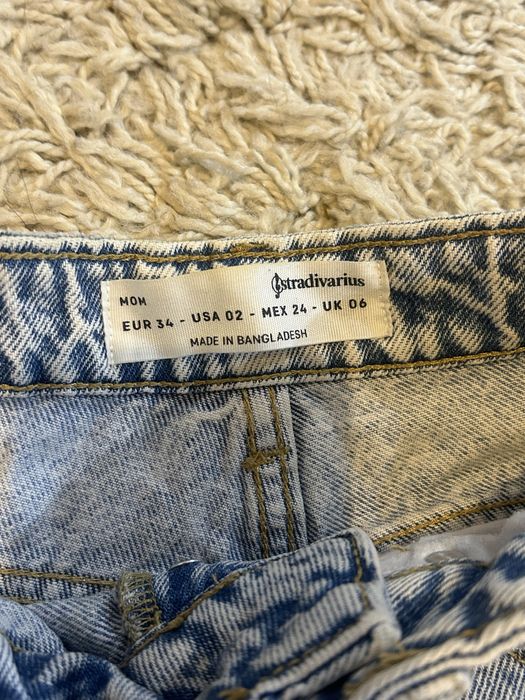 stradivarius
MOM
EUR 34 - USA 02 - MEX 24 - UK 06
MADE IN BANGLADESH